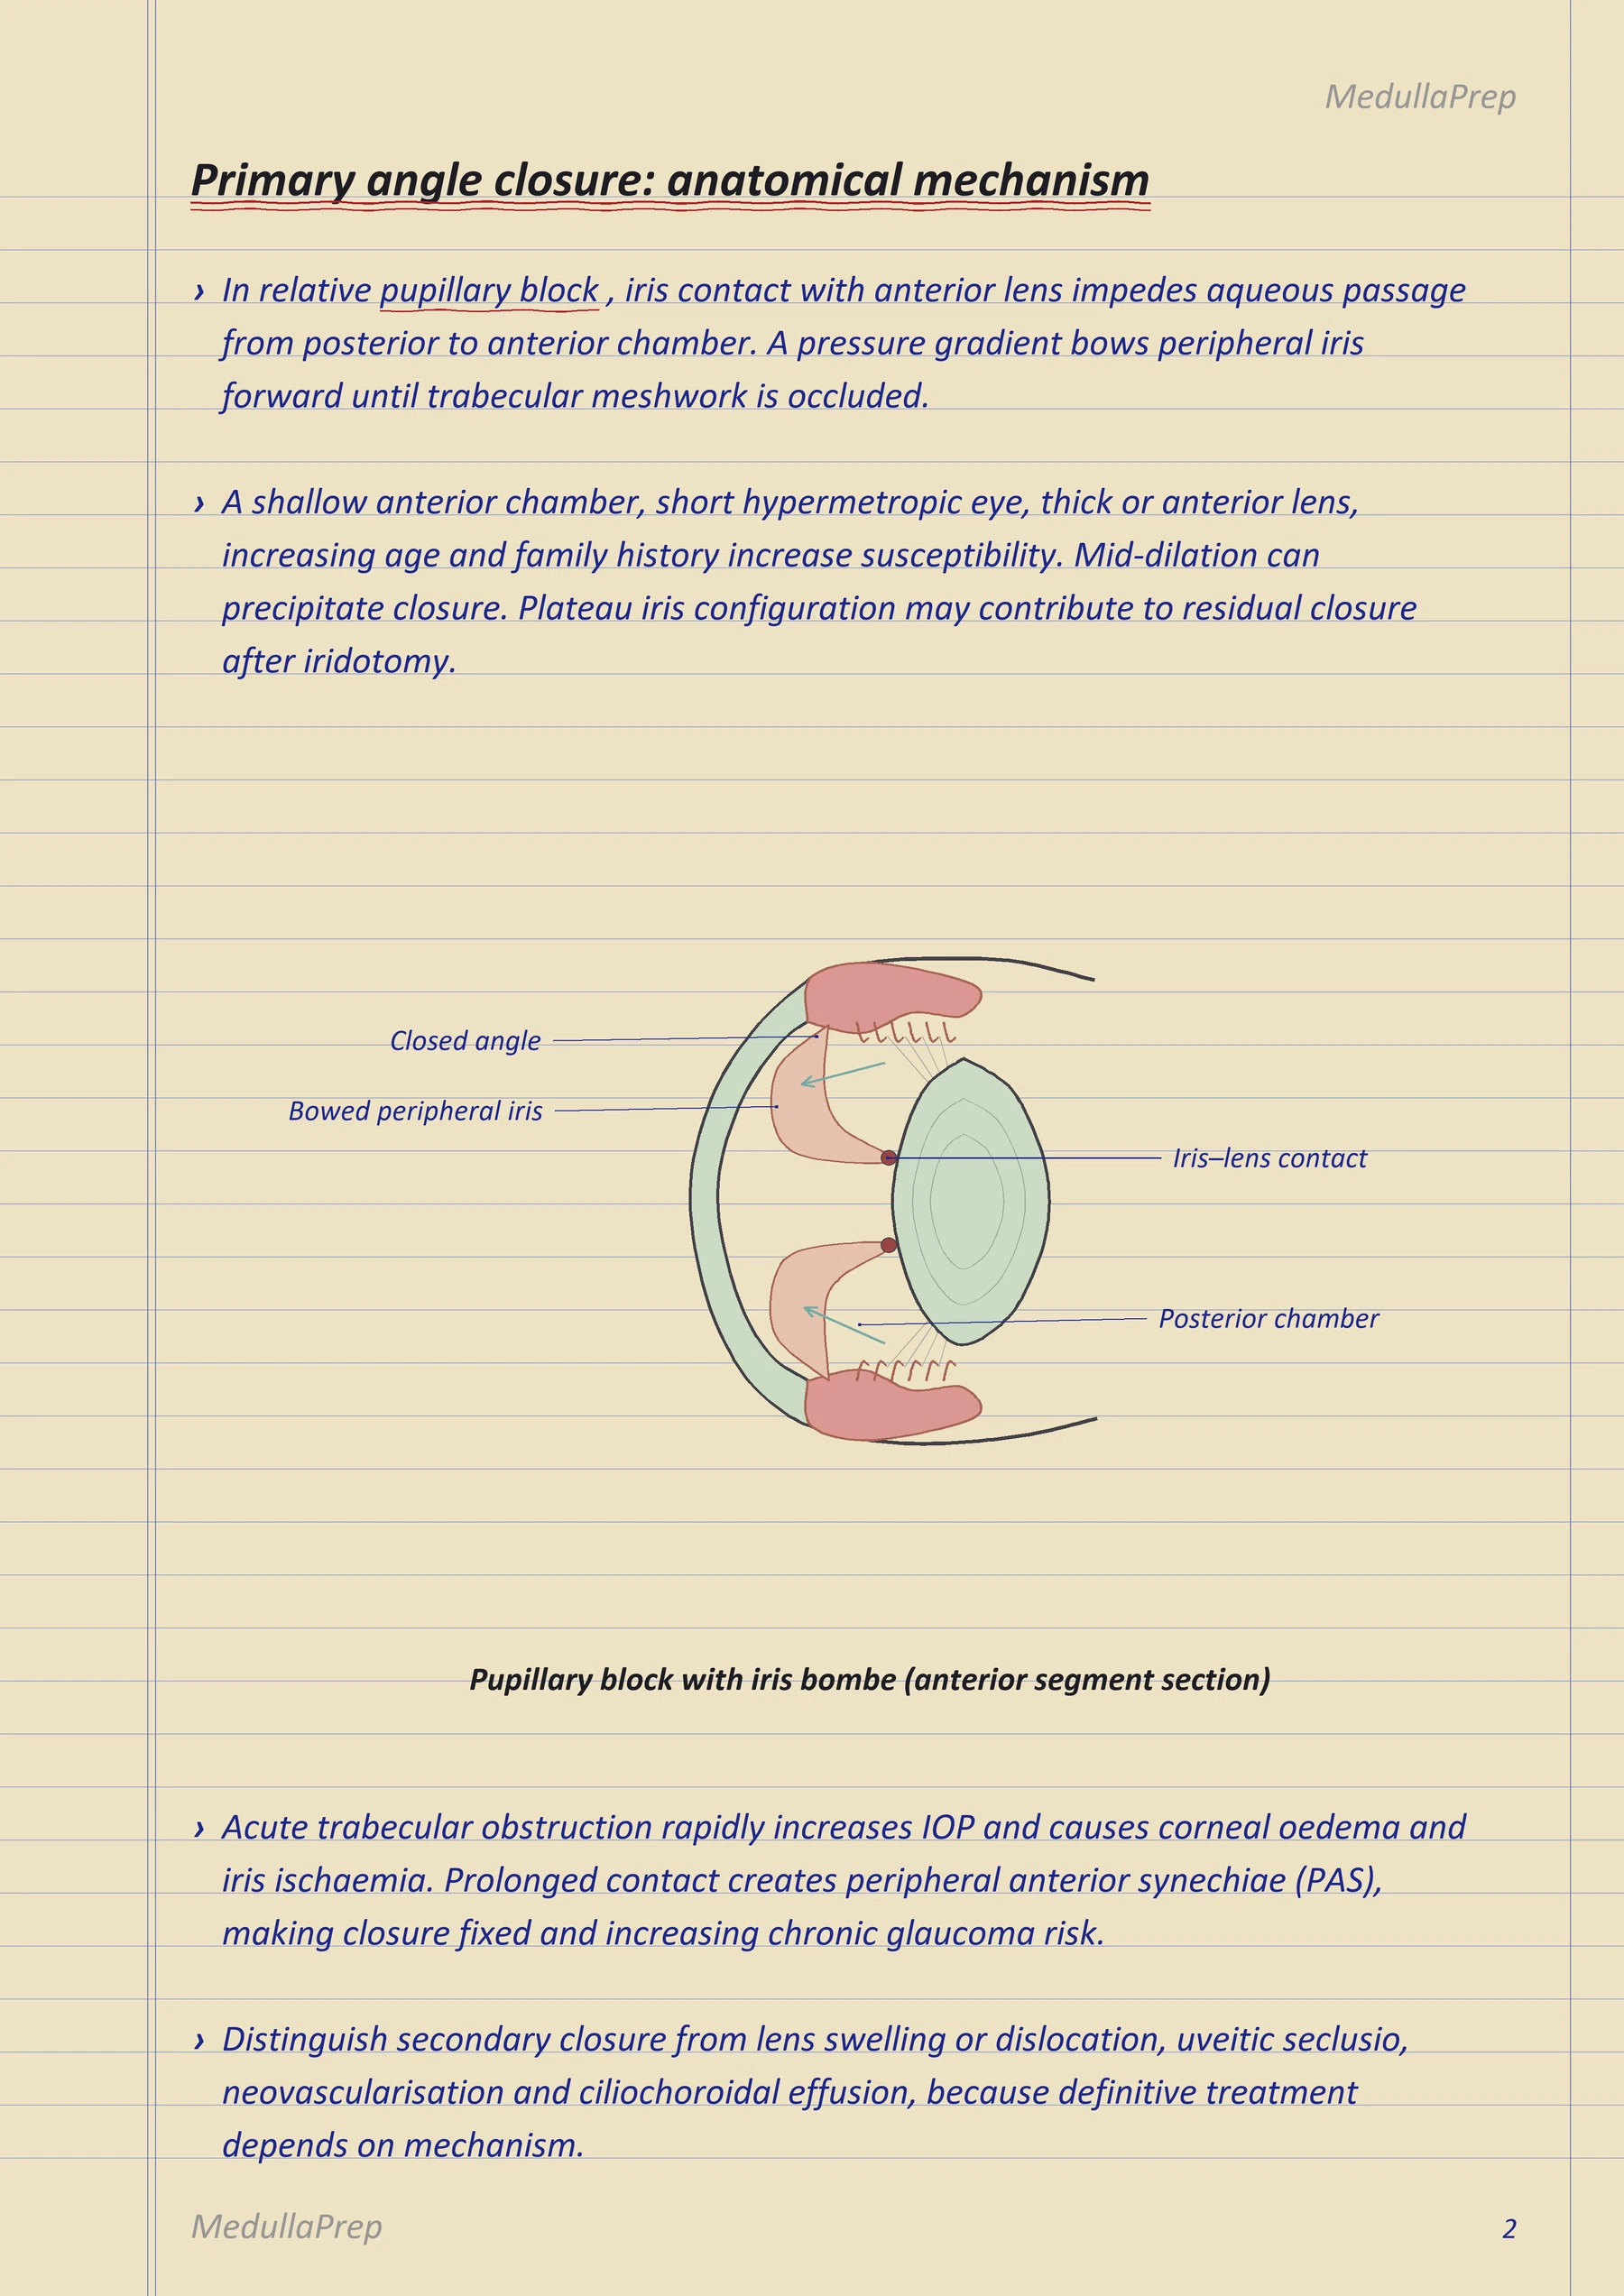 MedullaPrep
Primary angle closure: anatomical mechanism
› In relative pupillary block , iris contact with anterior lens impedes aqueous passage
from posterior to anterior chamber. A pressure gradient bows peripheral iris
forward until trabecular meshwork is occluded.
› A shallow anterior chamber, short hypermetropic eye, thick or anterior lens,
increasing age and family history increase susceptibility. Mid-dilation can
precipitate closure. Plateau iris configuration may contribute to residual closure
after iridotomy.
Closed angle
Bowed peripheral iris
Iris–lens contact
Posterior chamber
Pupillary block with iris bombe (anterior segment section)
› Acute trabecular obstruction rapidly increases IOP and causes corneal oedema and
iris ischaemia. Prolonged contact creates peripheral anterior synechiae (PAS),
making closure fixed and increasing chronic glaucoma risk.
› Distinguish secondary closure from lens swelling or dislocation, uveitic seclusio,
neovascularisation and ciliochoroidal effusion, because definitive treatment
depends on mechanism.
MedullaPrep
2